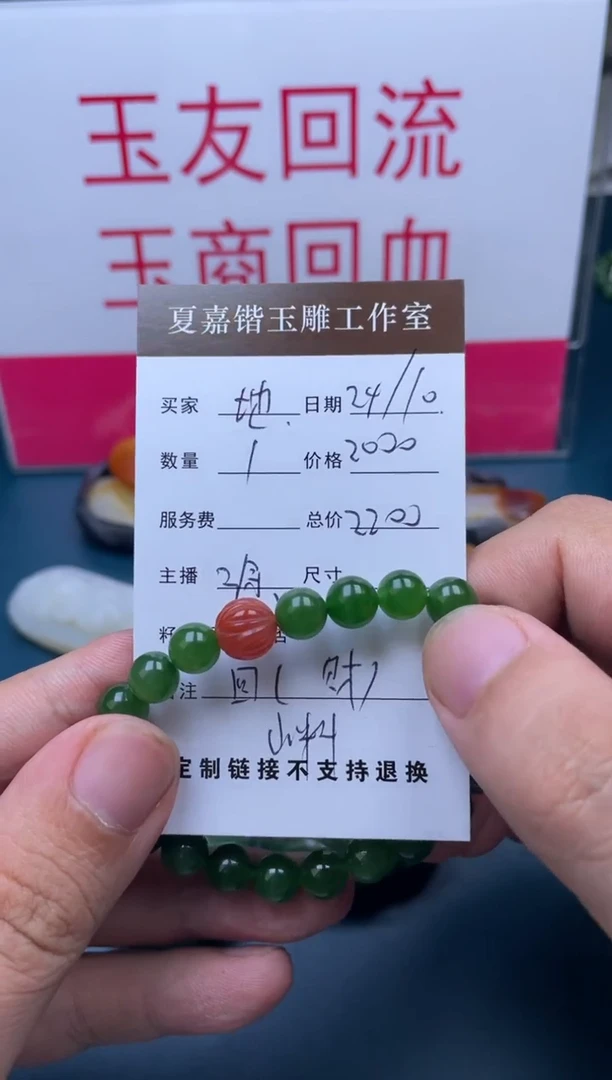 玉友回流
玉商回血
夏嘉锴玉雕工作室
买家 地. 日期 24/10.
数量 1 价格 2000
服务费 总价 2200
主播 尺寸
籽
注 回( 财)
山料
定制链接不支持退换